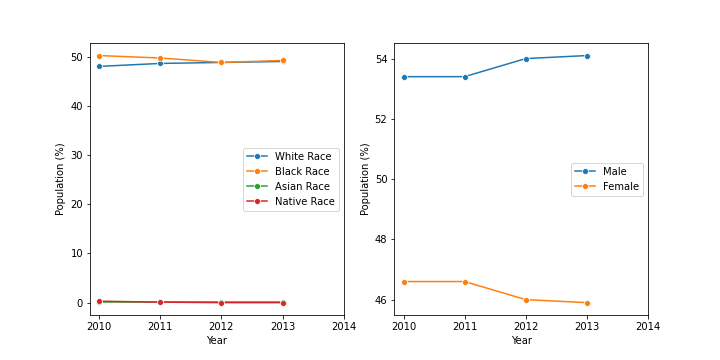 50
40
30
20
10
0
Population (%)
2010 2011 2012 2013 2014
Year
White Race
Black Race
Asian Race
Native Race
54
52
50
48
46
Population (%)
2010 2011 2012 2013 2014
Year
Male
Female